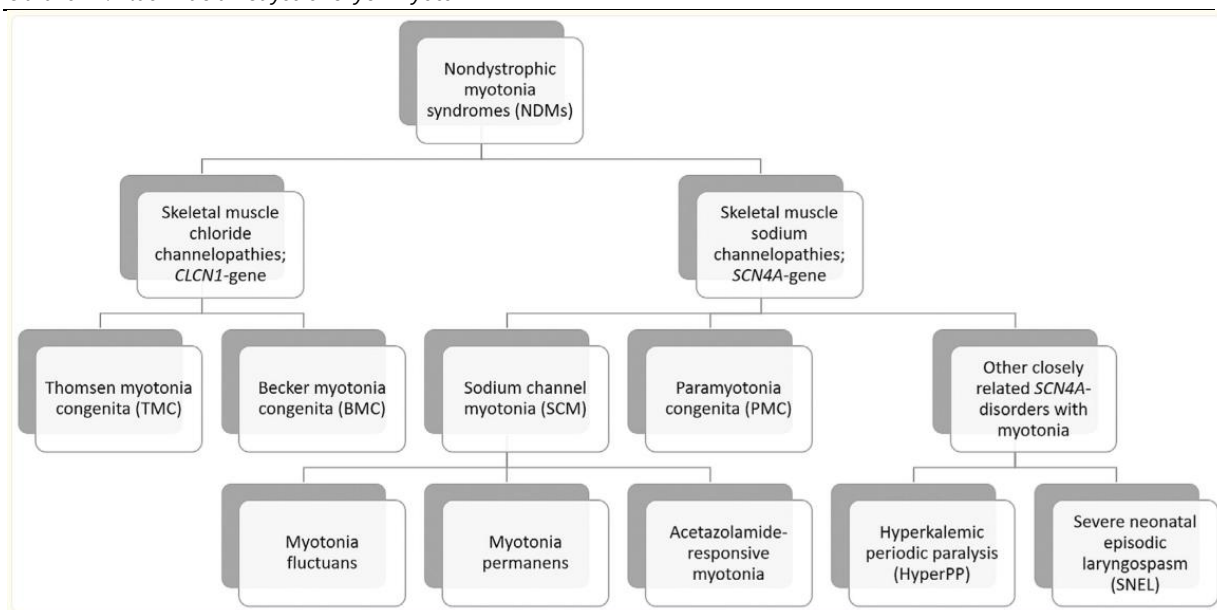 Nondystrophic
myotonia
syndromes (NDMs)
Skeletal muscle
chloride
channelopathies;
CLCN1-gene
Skeletal muscle
sodium
channelopathies;
SCN4A-gene
Thomsen myotonia
congenita (TMC)
Becker myotonia
congenita (BMC)
Sodium channel
myotonia (SCM)
Paramyotonia
congenita (PMC)
Other closely
related SCN4A-
disorders with
myotonia
Myotonia
fluctuans
Myotonia
permanens
Acetazolamide-
responsive
myotonia
Hyperkalemic
periodic paralysis
(HyperPP)
Severe neonatal
episodic
laryngospasm
(SNEL)